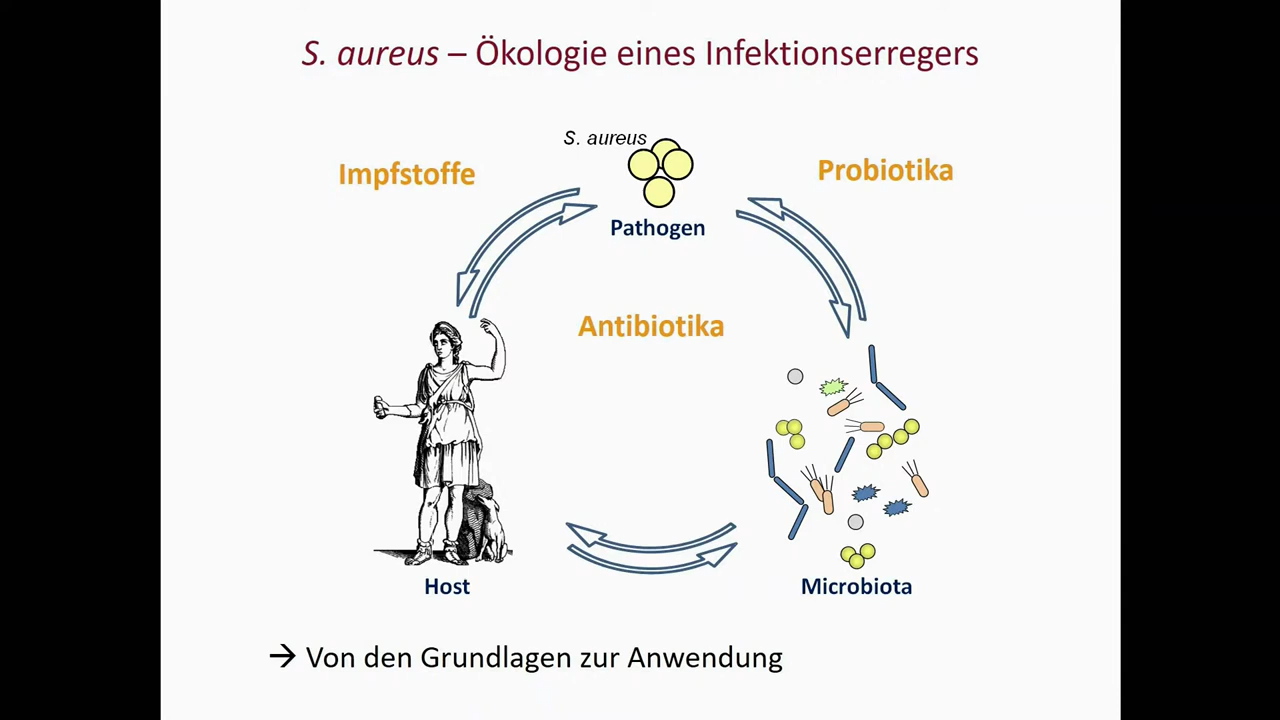 S. aureus – Ökologie eines Infektionserregers
S. aureus
Impfstoffe
Probiotika
Pathogen
Antibiotika
Host
Microbiota
→ Von den Grundlagen zur Anwendung